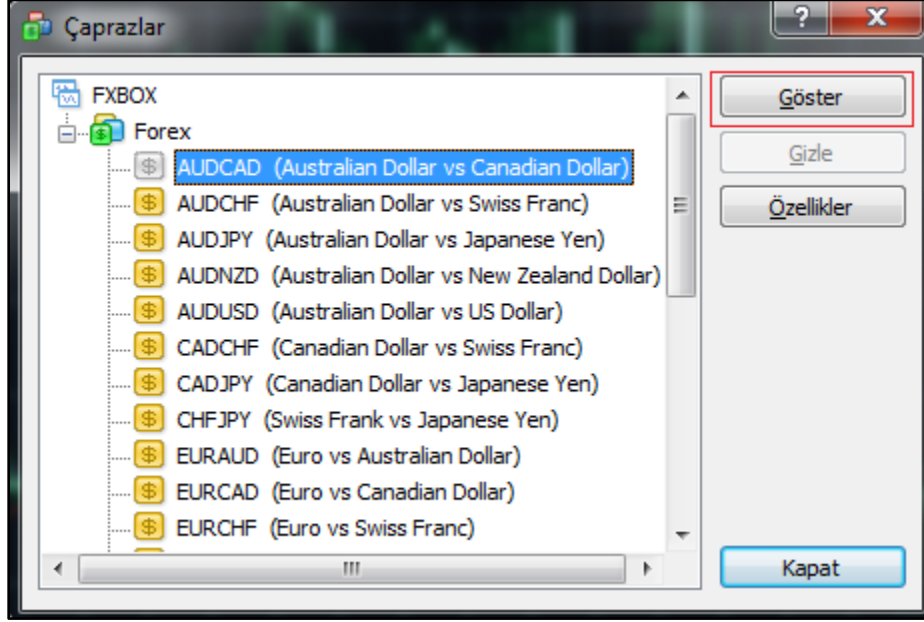 Çaprazlar
FXBOX
Forex
AUDCAD (Australian Dollar vs Canadian Dollar)
AUDCHF (Australian Dollar vs Swiss Franc)
AUDJPY (Australian Dollar vs Japanese Yen)
AUDNZD (Australian Dollar vs New Zealand Dollar)
AUDUSD (Australian Dollar vs US Dollar)
CADCHF (Canadian Dollar vs Swiss Franc)
CADJPY (Canadian Dollar vs Japanese Yen)
CHFJPY (Swiss Frank vs Japanese Yen)
EURAUD (Euro vs Australian Dollar)
EURCAD (Euro vs Canadian Dollar)
EURCHF (Euro vs Swiss Franc)
Göster
Gizle
Özellikler
Kapat